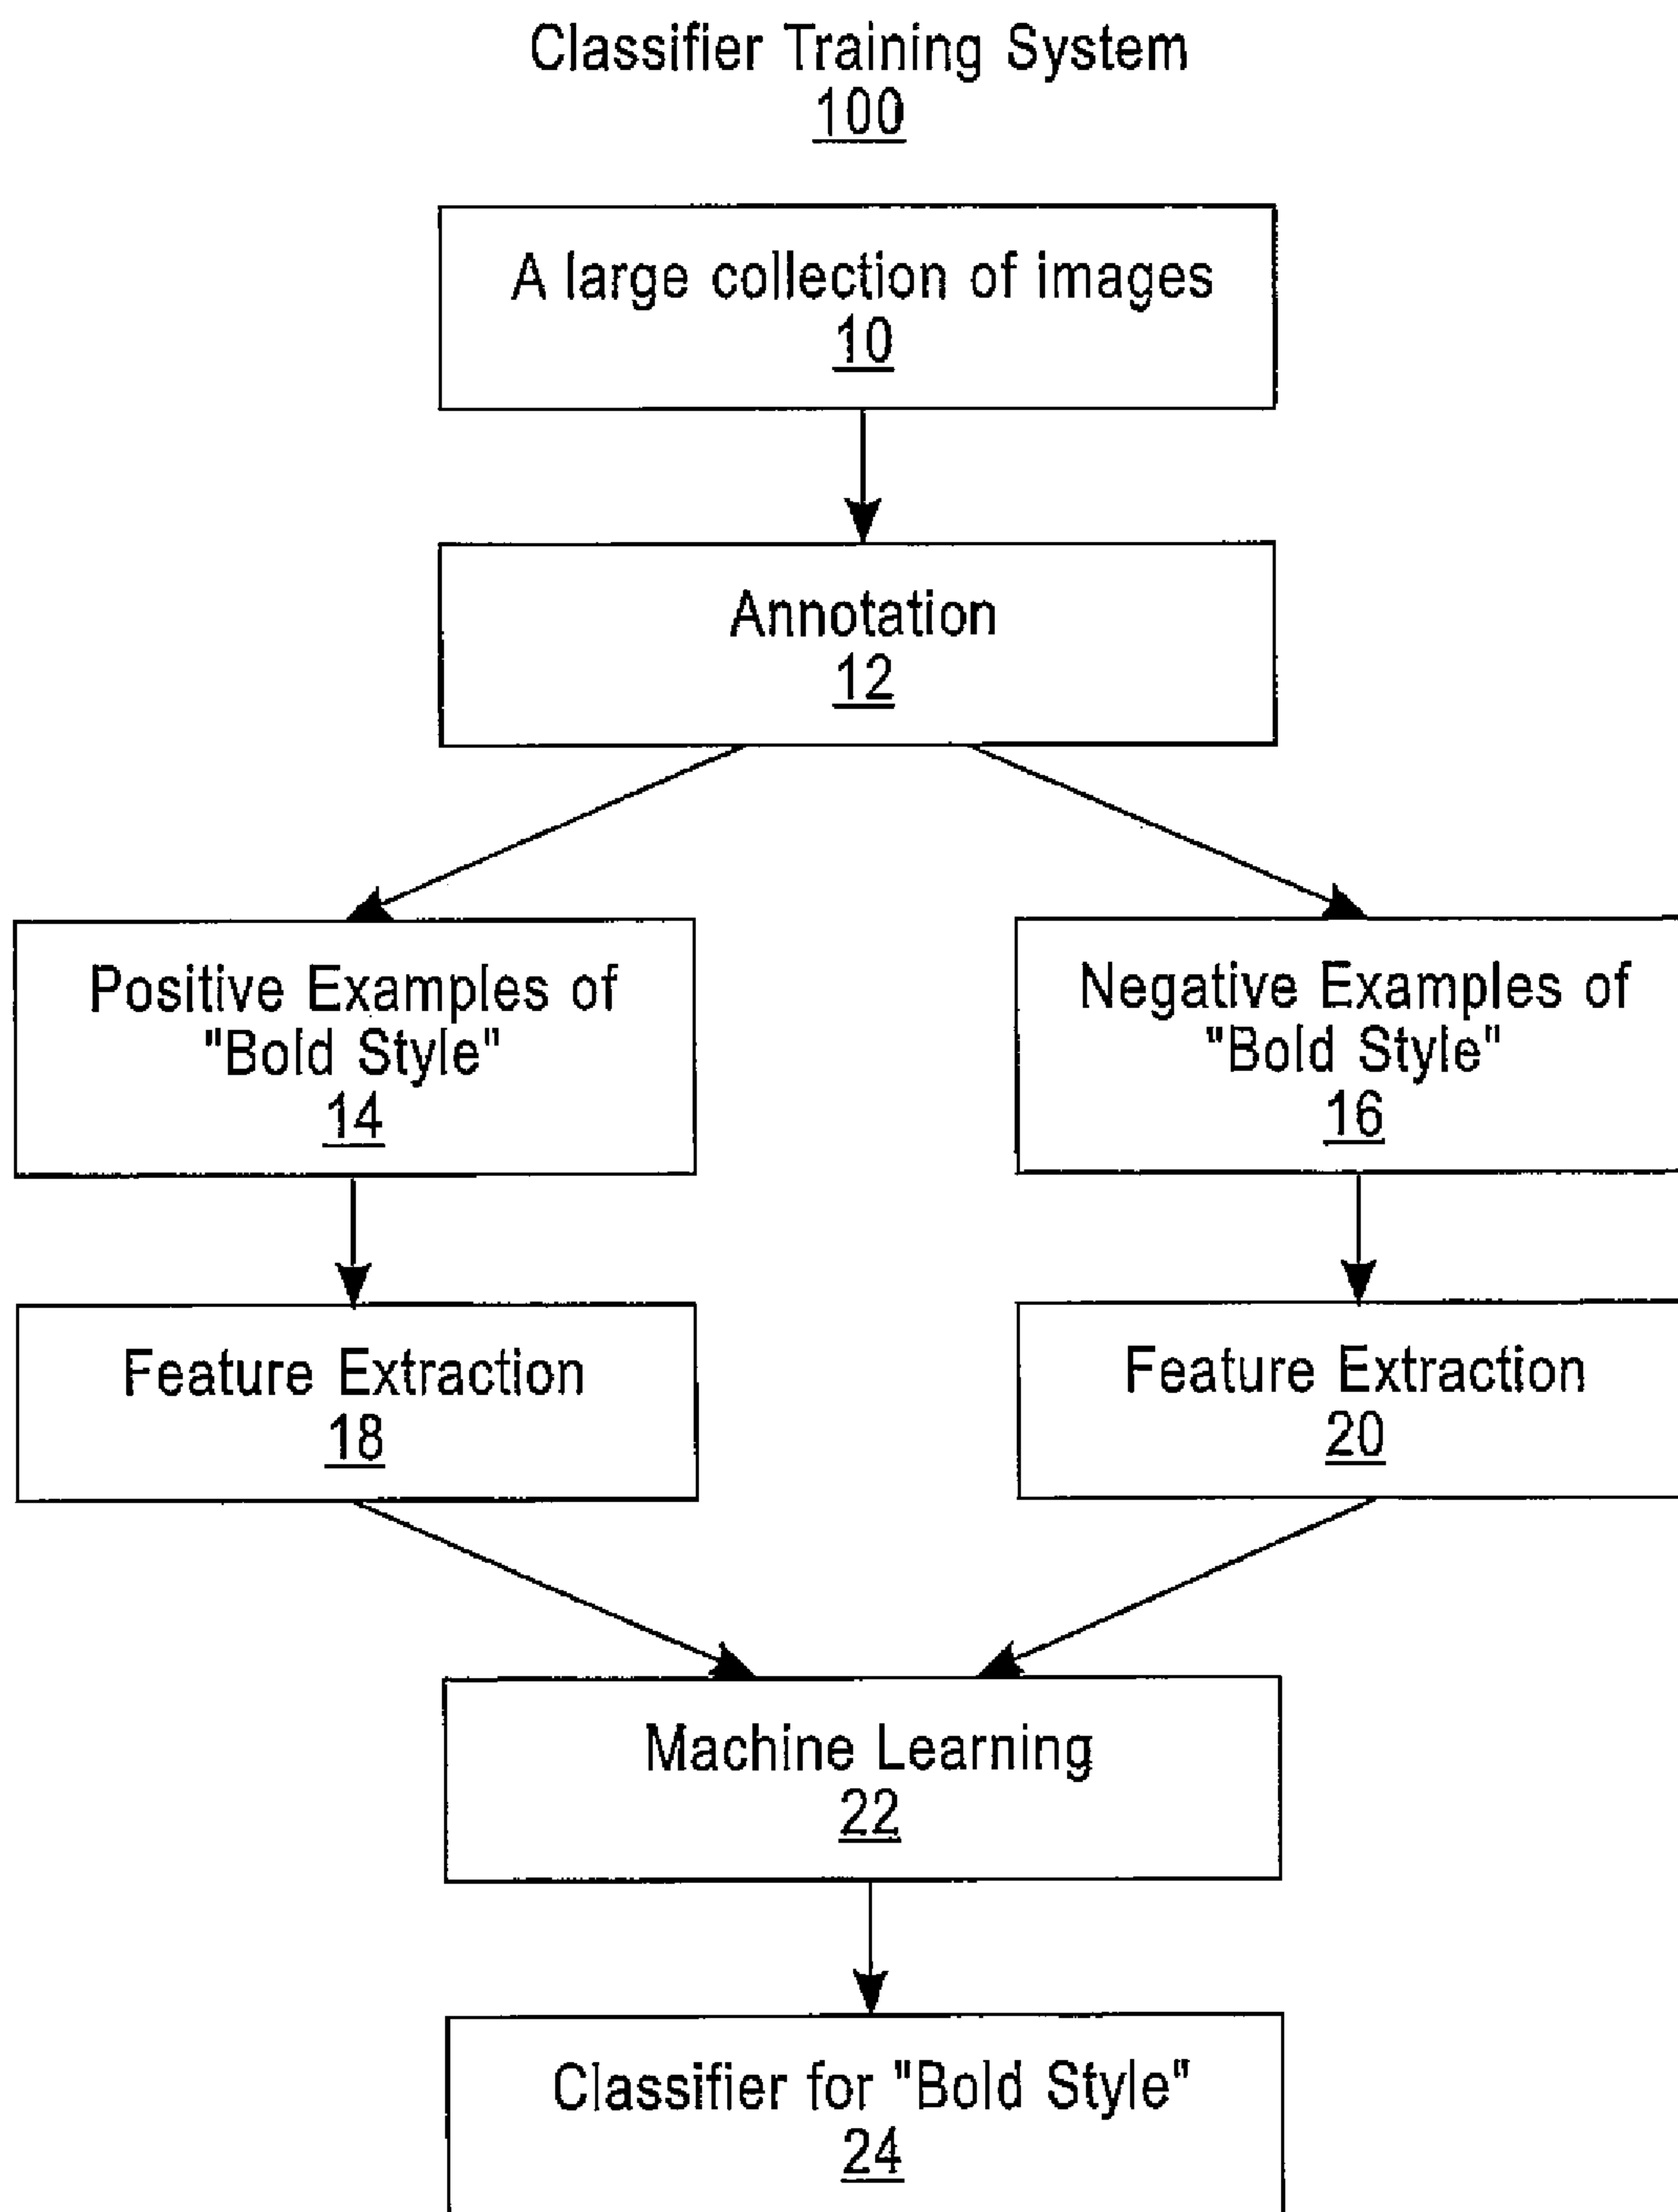 Classifier Training System
100
A large collection of images
10
Annotation
12
Positive Examples of
"Bold Style"
14
Negative Examples of
"Bold Style"
16
Feature Extraction
18
Feature Extraction
20
Machine Learning
22
Classifier for "Bold Style"
24